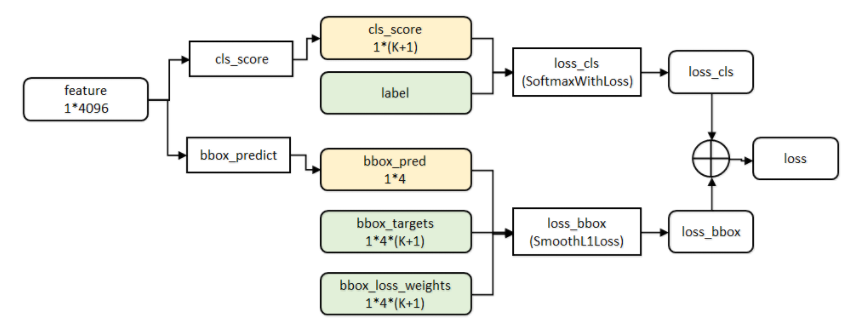 feature
1*4096
cls_score
bbox_predict
cls_score
1*(K+1)
label
bbox_pred
1*4
bbox_targets
1*4*(K+1)
bbox_loss_weights
1*4*(K+1)
loss_cls
(SoftmaxWithLoss)
loss_bbox
(SmoothL1Loss)
loss_cls
loss_bbox
loss